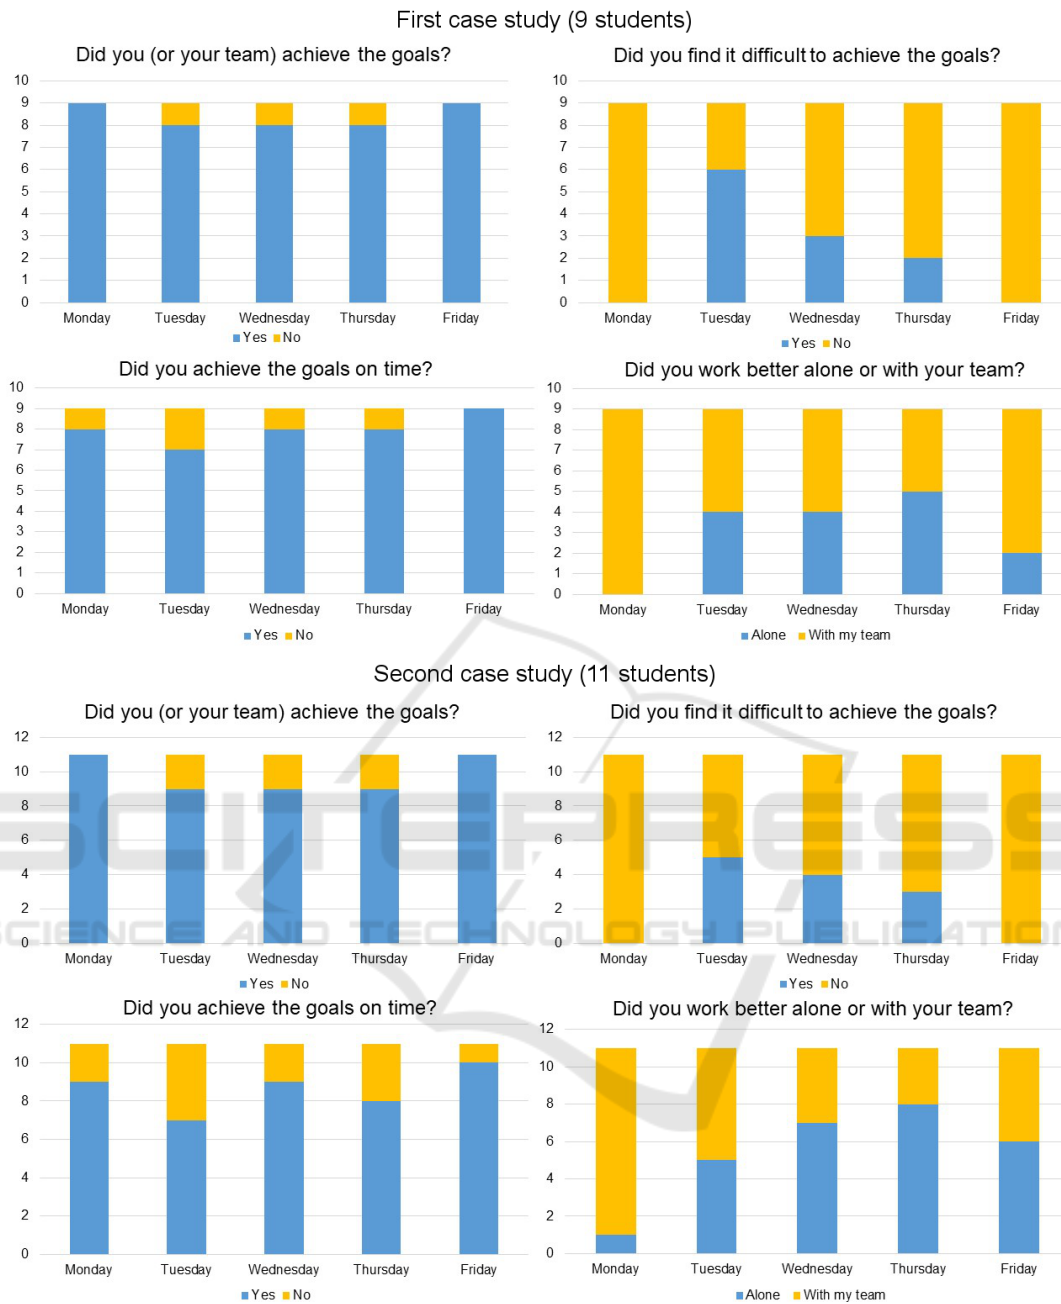 First case study (9 students)
Did you (or your team) achieve the goals?
10
9
8
7
6
5
4
3
2
1
0
Monday Tuesday Wednesday Thursday Friday
Yes No
Did you find it difficult to achieve the goals?
10
9
8
7
6
5
4
3
2
1
0
Monday Tuesday Wednesday Thursday Friday
Yes No
Did you achieve the goals on time?
10
9
8
7
6
5
4
3
2
1
0
Monday Tuesday Wednesday Thursday Friday
Yes No
Did you work better alone or with your team?
10
9
8
7
6
5
4
3
2
1
0
Monday Tuesday Wednesday Thursday Friday
Alone With my team
Second case study (11 students)
Did you (or your team) achieve the goals?
12
10
8
6
4
2
0
Monday Tuesday Wednesday Thursday Friday
Yes No
Did you find it difficult to achieve the goals?
12
10
8
6
4
2
0
Monday Tuesday Wednesday Thursday Friday
Yes No
SCITEPRESS
SCIENCE AND TECHNOLOGY PUBLICATION
Did you achieve the goals on time?
12
10
8
6
4
2
0
Monday Tuesday Wednesday Thursday Friday
Yes No
Did you work better alone or with your team?
12
10
8
6
4
2
0
Monday Tuesday Wednesday Thursday Friday
Alone With my team